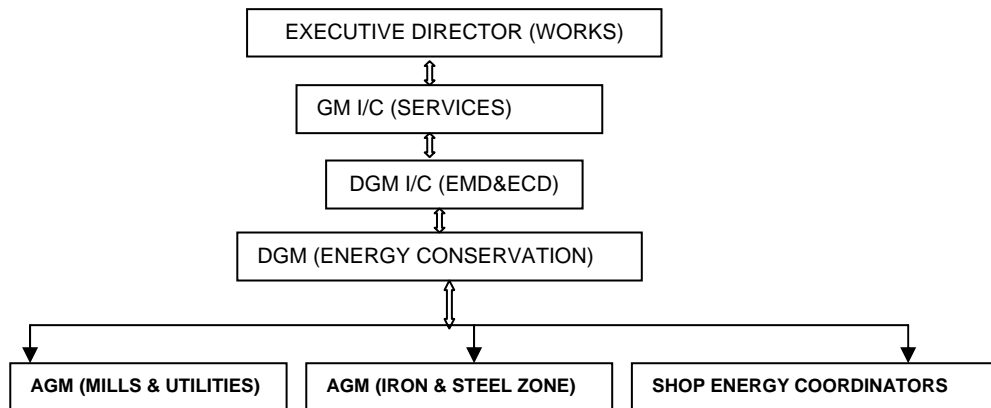 EXECUTIVE DIRECTOR (WORKS)
GM I/C (SERVICES)
DGM I/C (EMD&ECD)
DGM (ENERGY CONSERVATION)
AGM (MILLS & UTILITIES)
AGM (IRON & STEEL ZONE)
SHOP ENERGY COORDINATORS